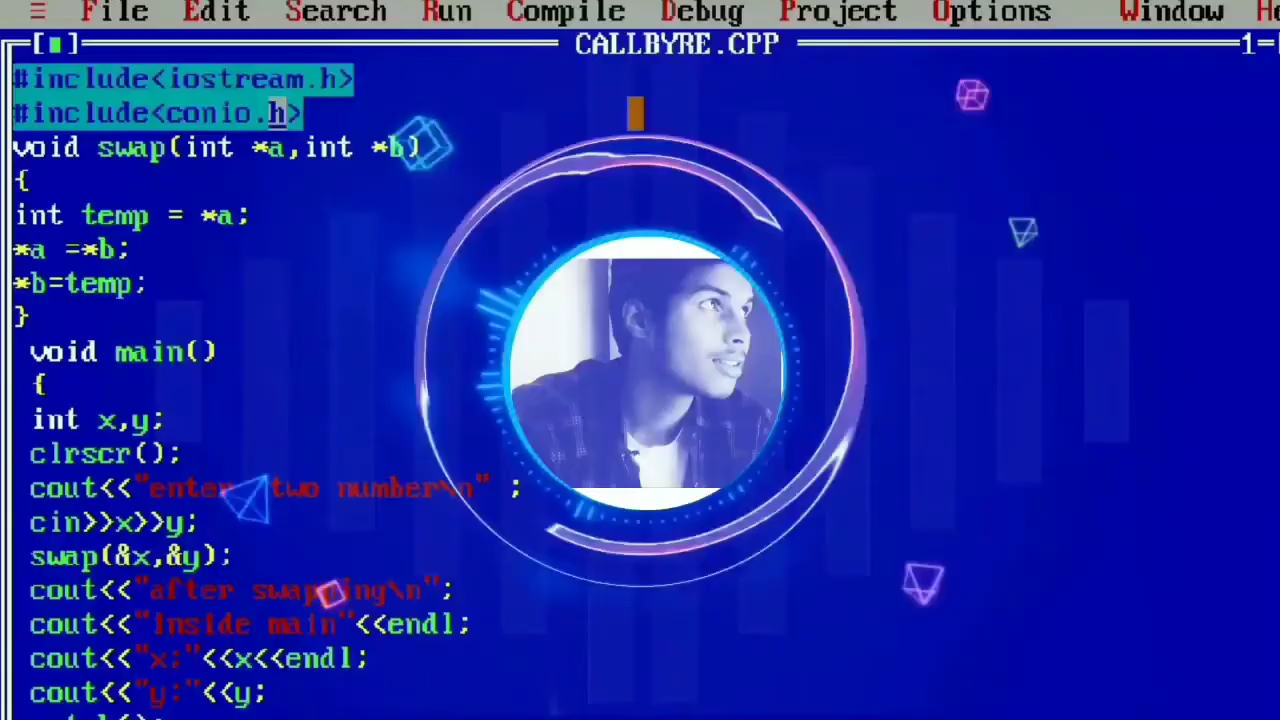 ≡ File Edit Search Run Compile Debug Project Options Window He
[■] CALLBYRE.CPP 1=
#include<iostream.h>
#include<conio.h>
void swap(int *a,int *b)
{
int temp = *a;
*a =*b;
*b=temp;
}
void main()
{
int x,y;
clrscr();
cout<<"enter two number\n" ;
cin>>x>>y;
swap(&x,&y);
cout<<"after swapping\n";
cout<<"inside main"<<endl;
cout<<"x:"<<x<<endl;
cout<<"y:"<<y;